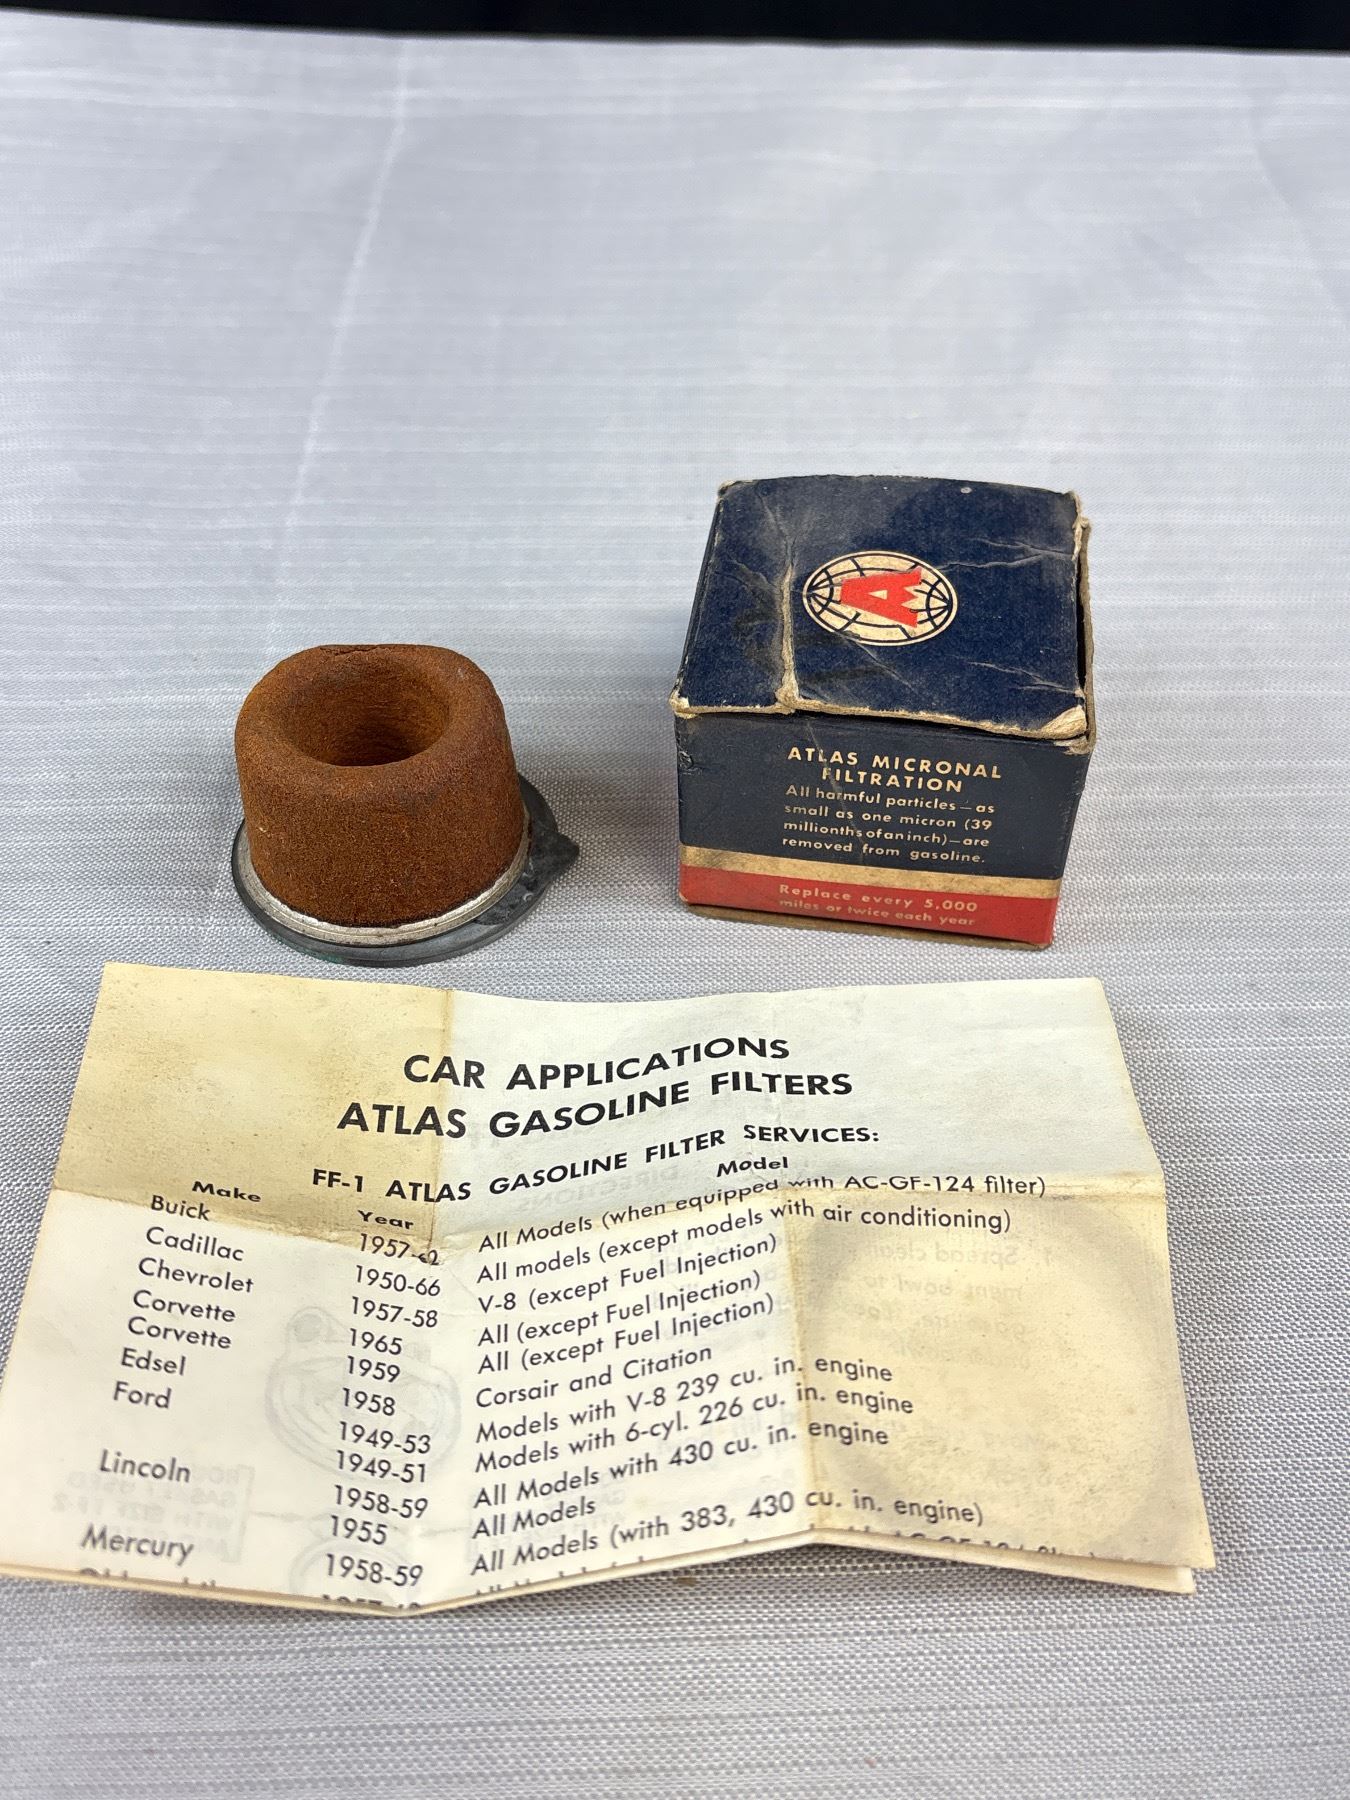 A
ATLAS MICRONAL
FILTRATION
All harmful particles—as
small as one micron (39
millionths of an inch)—are
removed from gasoline.
Replace every 5,000
miles or twice each year
CAR APPLICATIONS
ATLAS GASOLINE FILTERS
FF-1 ATLAS GASOLINE FILTER SERVICES:
Make Year Model
Buick 1957-62 All Models (when equipped with AC-GF-124 filter)
Cadillac 1950-66 All models (except models with air conditioning)
Chevrolet 1957-58 V-8 (except Fuel Injection)
Corvette 1965 All (except Fuel Injection)
Corvette 1959 All (except Fuel Injection)
Edsel 1958 Corsair and Citation
Ford 1949-53 Models with V-8 239 cu. in. engine
1949-51 Models with 6-cyl. 226 cu. in. engine
Lincoln 1958-59 All Models with 430 cu. in. engine
1955 All Models
Mercury 1958-59 All Models (with 383, 430 cu. in. engine)